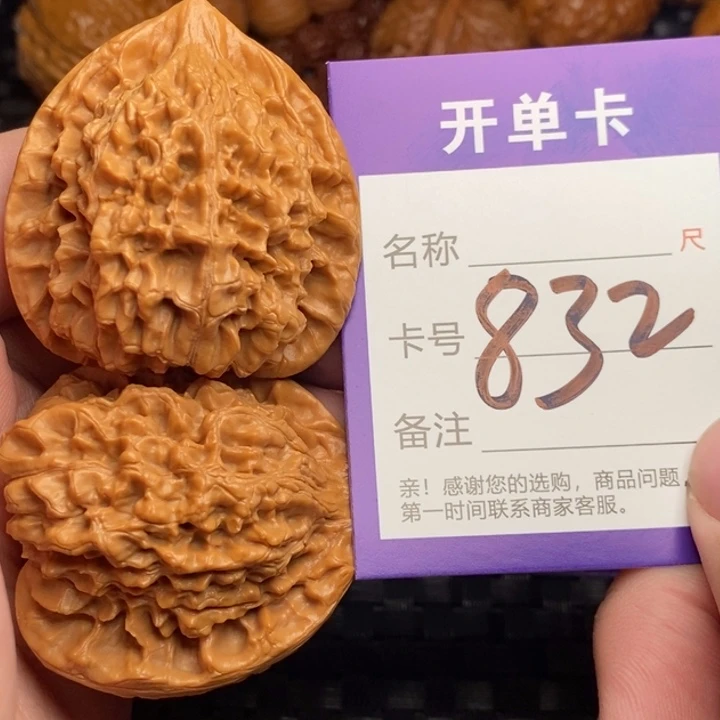 开单卡
名称 尺
卡号 832
备注
亲！感谢您的选购，商品问题，
第一时间联系商家客服。